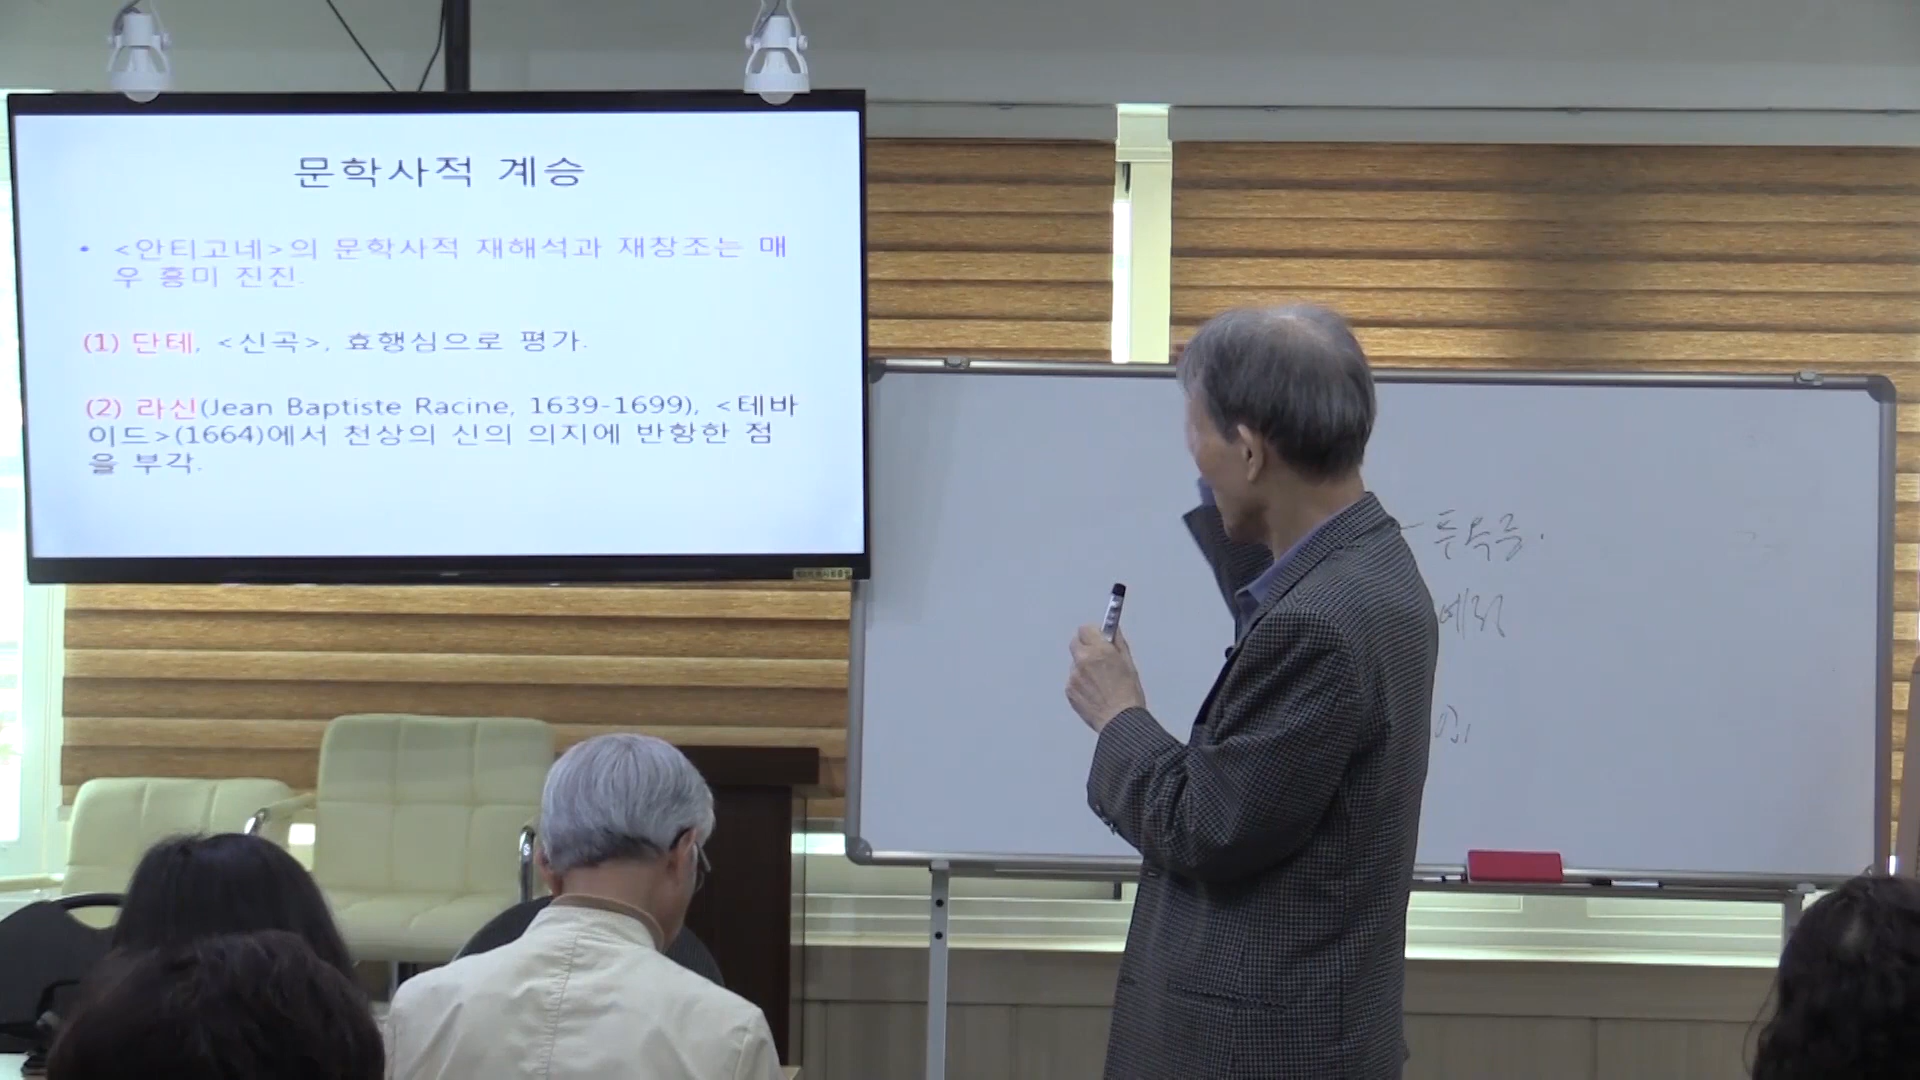 문학사적 계승
• <안티고네>의 문학사적 재해석과 재창조는 매
우 흥미 진진.
(1) 단테, <신곡>, 효행심으로 평가.
(2) 라신(Jean Baptiste Racine, 1639-1699), <테바
이드>(1664)에서 천상의 신의 의지에 반항한 점
을 부각.